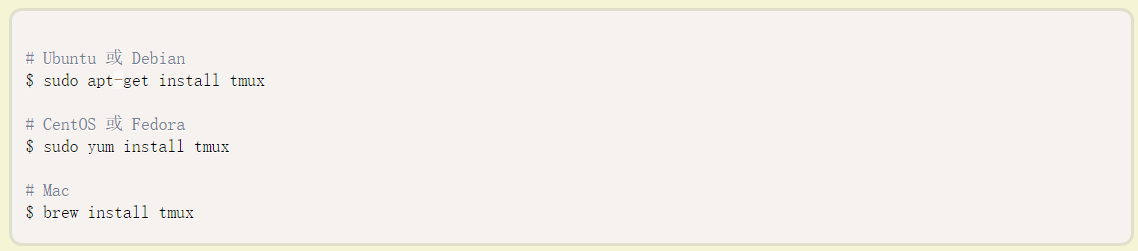 # Ubuntu 或 Debian
$ sudo apt-get install tmux
# CentOS 或 Fedora
$ sudo yum install tmux
# Mac
$ brew install tmux